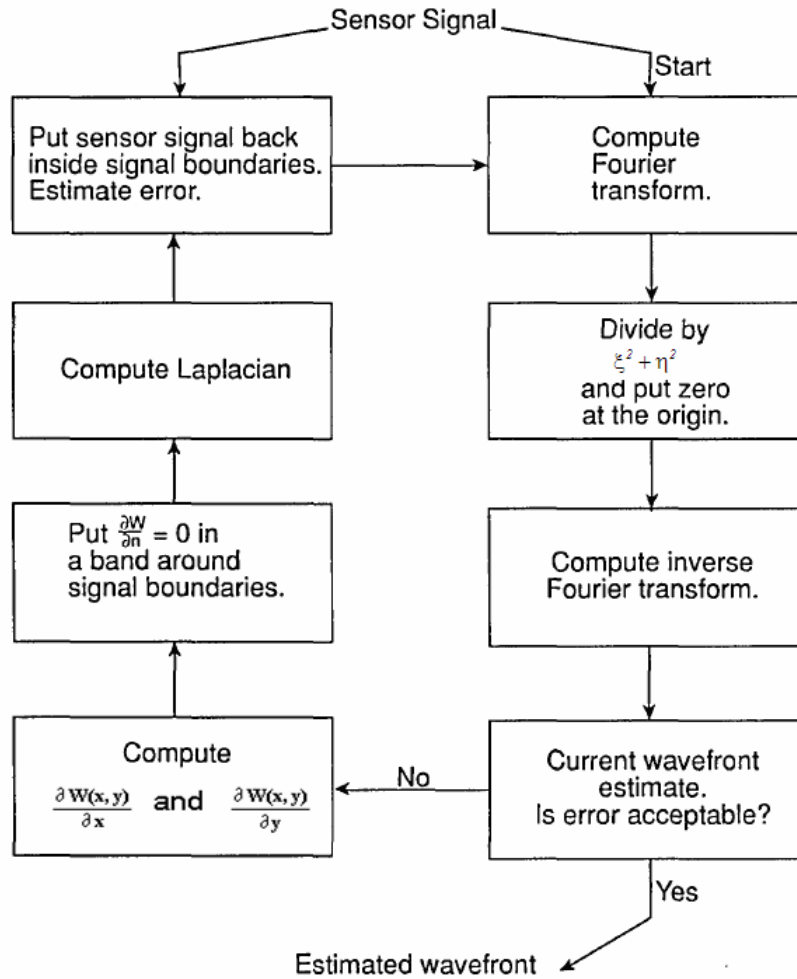 Sensor Signal
Start
Put sensor signal back
inside signal boundaries.
Estimate error.
Compute
Fourier
transform.
Compute Laplacian
Divide by
ξ² + η²
and put zero
at the origin.
Put ∂W/∂n = 0 in
a band around
signal boundaries.
Compute inverse
Fourier transform.
Compute
∂W(x, y)/∂x and ∂W(x, y)/∂y
No
Current wavefront
estimate.
Is error acceptable?
Yes
Estimated wavefront